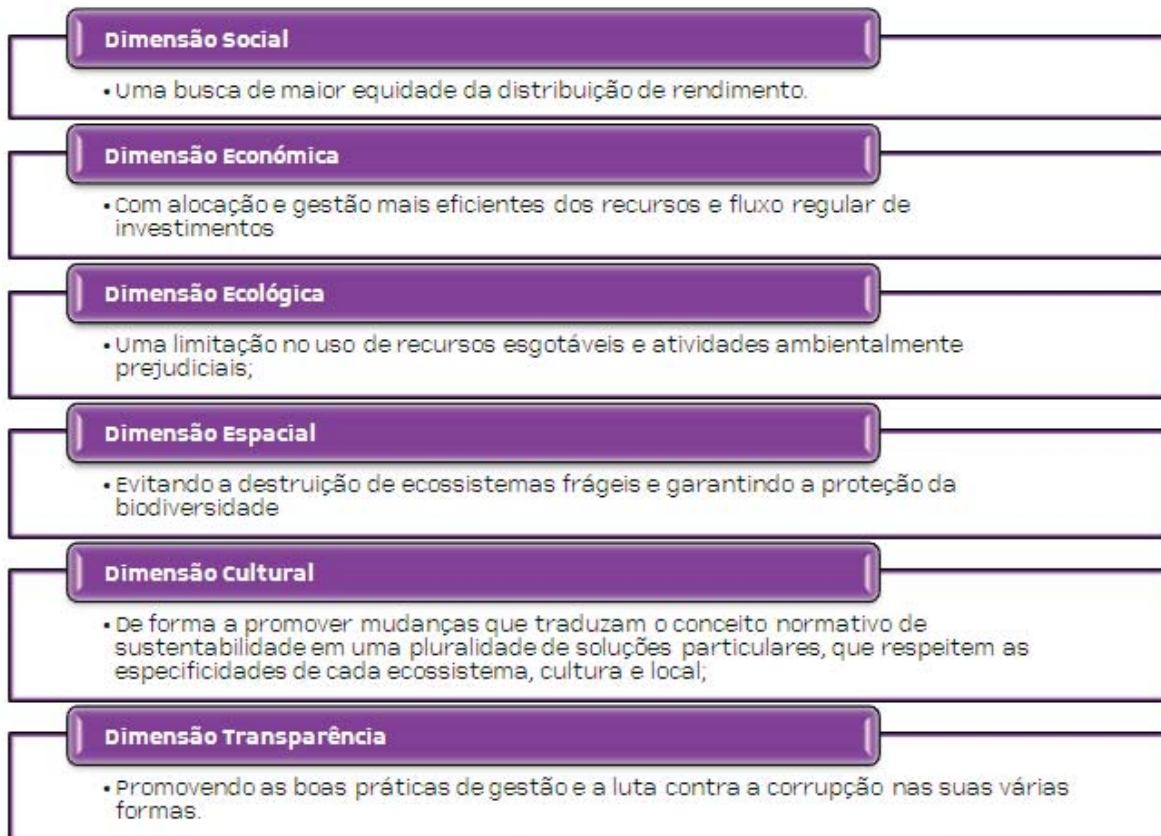 Dimensão Social
• Uma busca de maior equidade da distribuição de rendimento.
Dimensão Económica
• Com alocação e gestão mais eficientes dos recursos e fluxo regular de
investimentos
Dimensão Ecológica
• Uma limitação no uso de recursos esgotáveis e atividades ambientalmente
prejudiciais;
Dimensão Espacial
• Evitando a destruição de ecossistemas frágeis e garantindo a proteção da
biodiversidade
Dimensão Cultural
• De forma a promover mudanças que traduzam o conceito normativo de
sustentabilidade em uma pluralidade de soluções particulares, que respeitem as
especificidades de cada ecossistema, cultura e local;
Dimensão Transparência
• Promovendo as boas práticas de gestão e a luta contra a corrupção nas suas várias
formas.